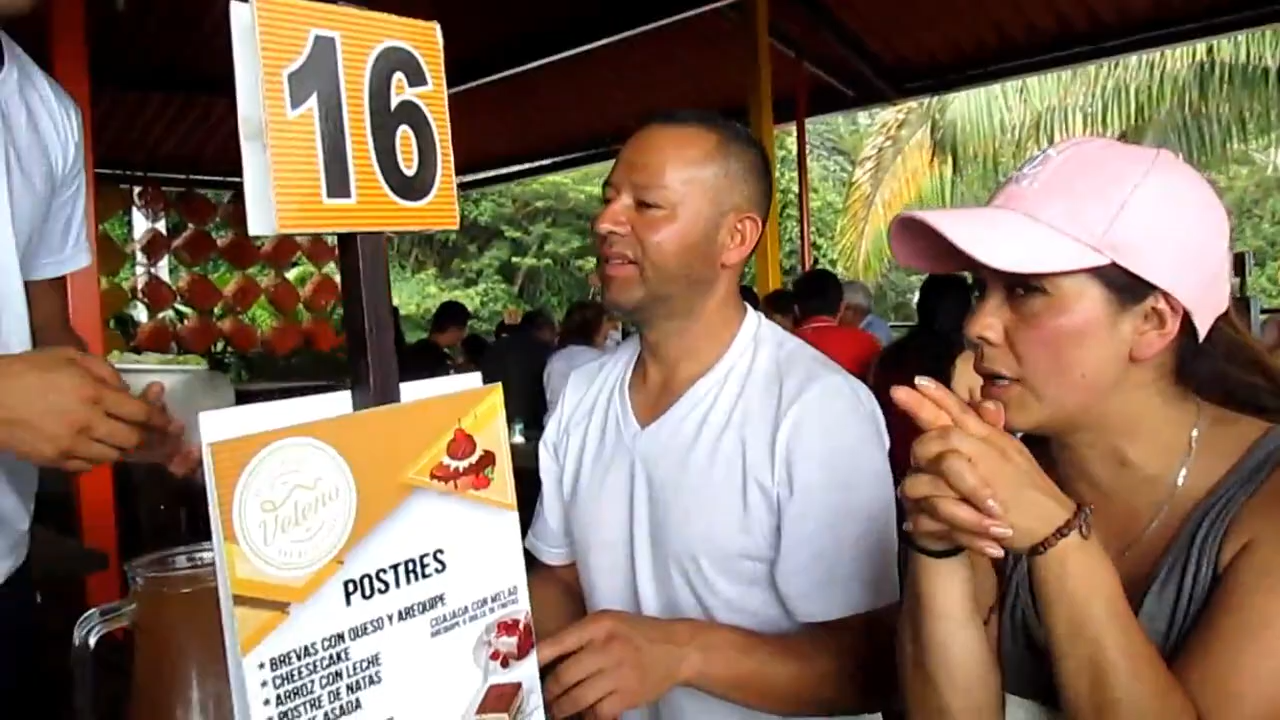 16
Veleno
POSTRES
* BREVAS CON QUESO Y AREQUIPE
* CHEESECAKE
* ARROZ CON LECHE
* POSTRE DE NATAS
ASADA
CUAJADA CON MELAO
AREQUIPE O DULCE DE FRUTAS